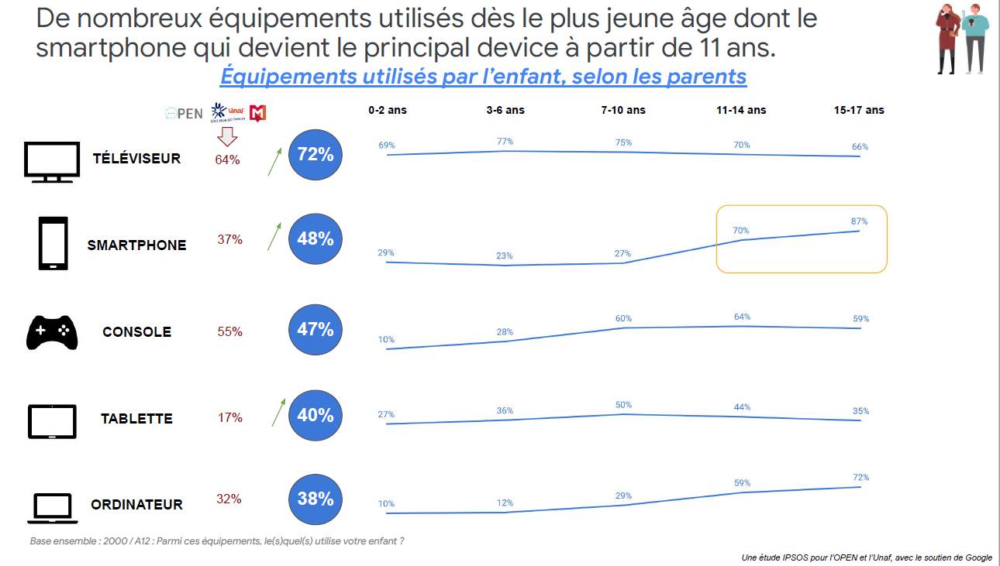 De nombreux équipements utilisés dès le plus jeune âge dont le
smartphone qui devient le principal device à partir de 11 ans.
Équipements utilisés par l'enfant, selon les parents
OPEN Unaf M 0-2 ans 3-6 ans 7-10 ans 11-14 ans 15-17 ans
TÉLÉVISEUR 64% 72% 69% 77% 75% 70% 66%
SMARTPHONE 37% 48% 29% 23% 27% 70% 87%
CONSOLE 55% 47% 10% 28% 60% 64% 59%
TABLETTE 17% 40% 27% 36% 50% 44% 35%
ORDINATEUR 32% 38% 10% 12% 29% 59% 72%
Base ensemble : 2000 / A12 : Parmi ces équipements, le(s)quel(s) utilise votre enfant ?
Une étude IPSOS pour l'OPEN et l'Unaf, avec le soutien de Google